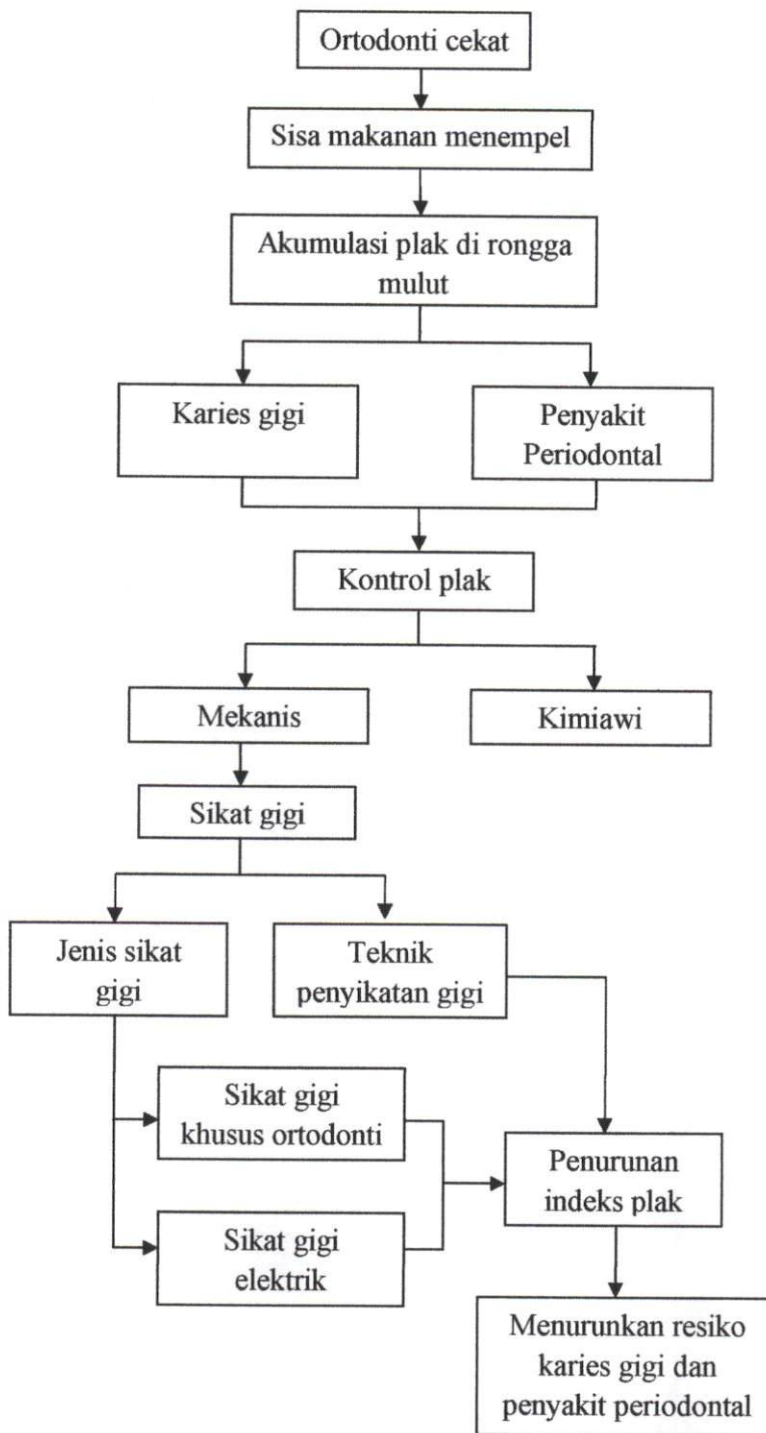 Ortodonti cekat
Sisa makanan menempel
Akumulasi plak di rongga
mulut
Karies gigi
Penyakit
Periodontal
Kontrol plak
Mekanis
Kimiawi
Sikat gigi
Jenis sikat
gigi
Teknik
penyikatan gigi
Sikat gigi
khusus ortodonti
Sikat gigi
elektrik
Penurunan
indeks plak
Menurunkan resiko
karies gigi dan
penyakit periodontal